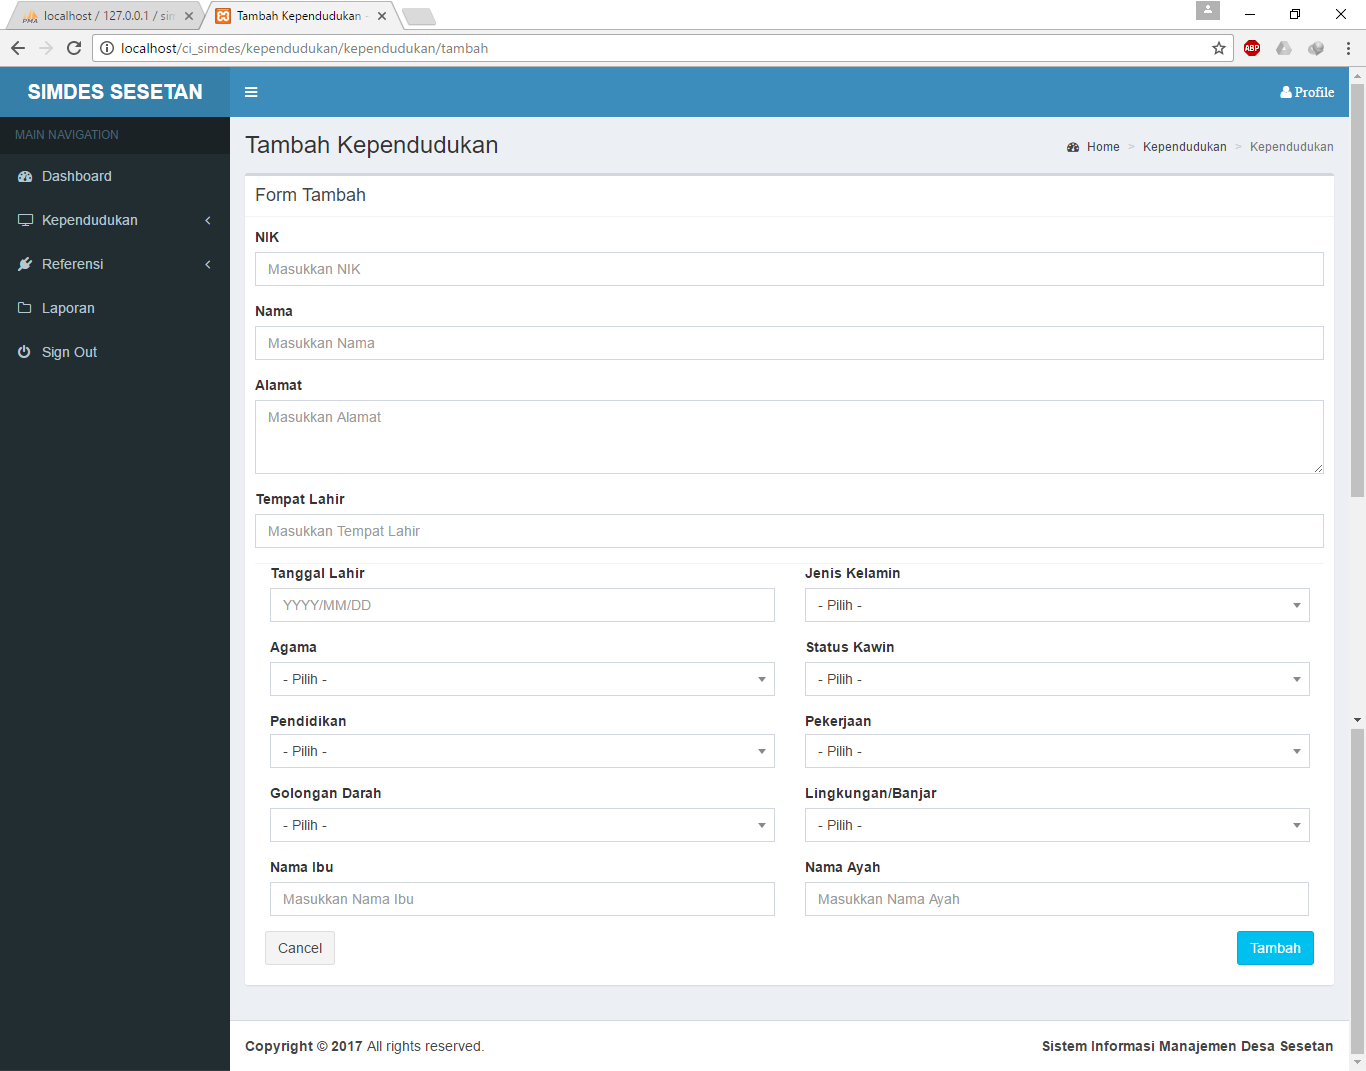 localhost / 127.0.0.1 / sim
Tambah Kependudukan -
localhost/ci_simdes/kependudukan/kependudukan/tambah
ABP
SIMDES SESETAN
Profile
MAIN NAVIGATION
Dashboard
Kependudukan
Referensi
Laporan
Sign Out
Tambah Kependudukan
Home > Kependudukan > Kependudukan
Form Tambah
NIK
Masukkan NIK
Nama
Masukkan Nama
Alamat
Masukkan Alamat
Tempat Lahir
Masukkan Tempat Lahir
Tanggal Lahir
YYYY/MM/DD
Jenis Kelamin
- Pilih -
Agama
- Pilih -
Status Kawin
- Pilih -
Pendidikan
- Pilih -
Pekerjaan
- Pilih -
Golongan Darah
- Pilih -
Lingkungan/Banjar
- Pilih -
Nama Ibu
Masukkan Nama Ibu
Nama Ayah
Masukkan Nama Ayah
Cancel
Tambah
Copyright © 2017 All rights reserved.
Sistem Informasi Manajemen Desa Sesetan